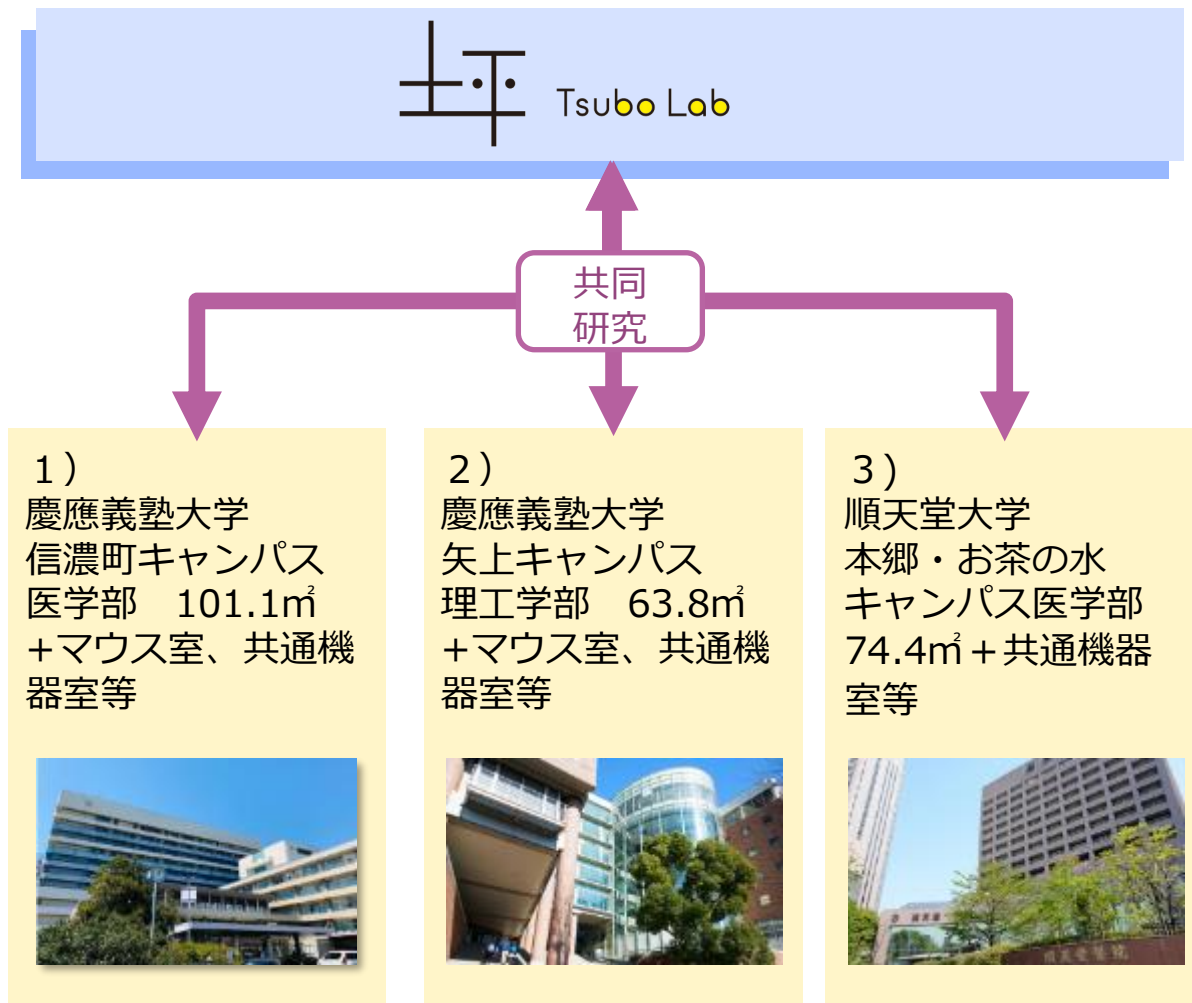 坪 Tsubo Lab
共同
研究
1）
慶應義塾大学
信濃町キャンパス
医学部　101.1㎡
+マウス室、共通機
器室等
2）
慶應義塾大学
矢上キャンパス
理工学部　63.8㎡
+マウス室、共通機
器室等
3）
順天堂大学
本郷・お茶の水
キャンパス医学部
74.4㎡＋共通機器
室等
順天堂醫院